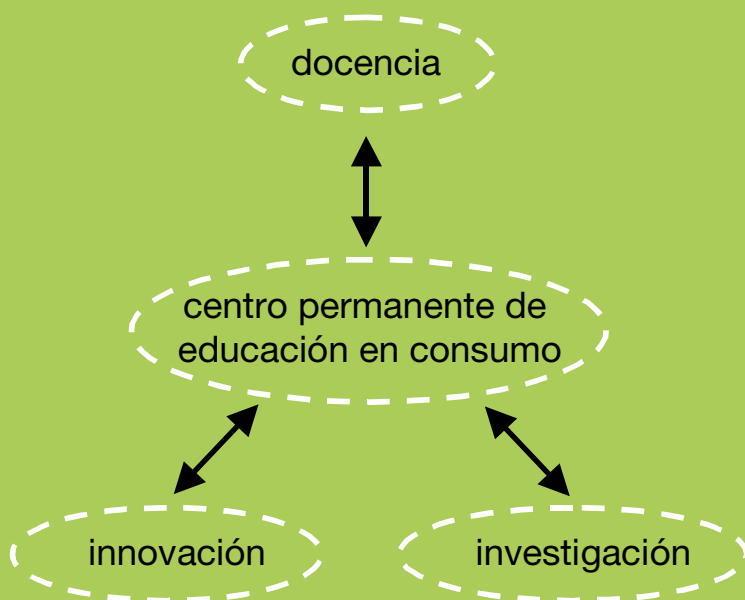 docencia
centro permanente de
educación en consumo
innovación
investigación